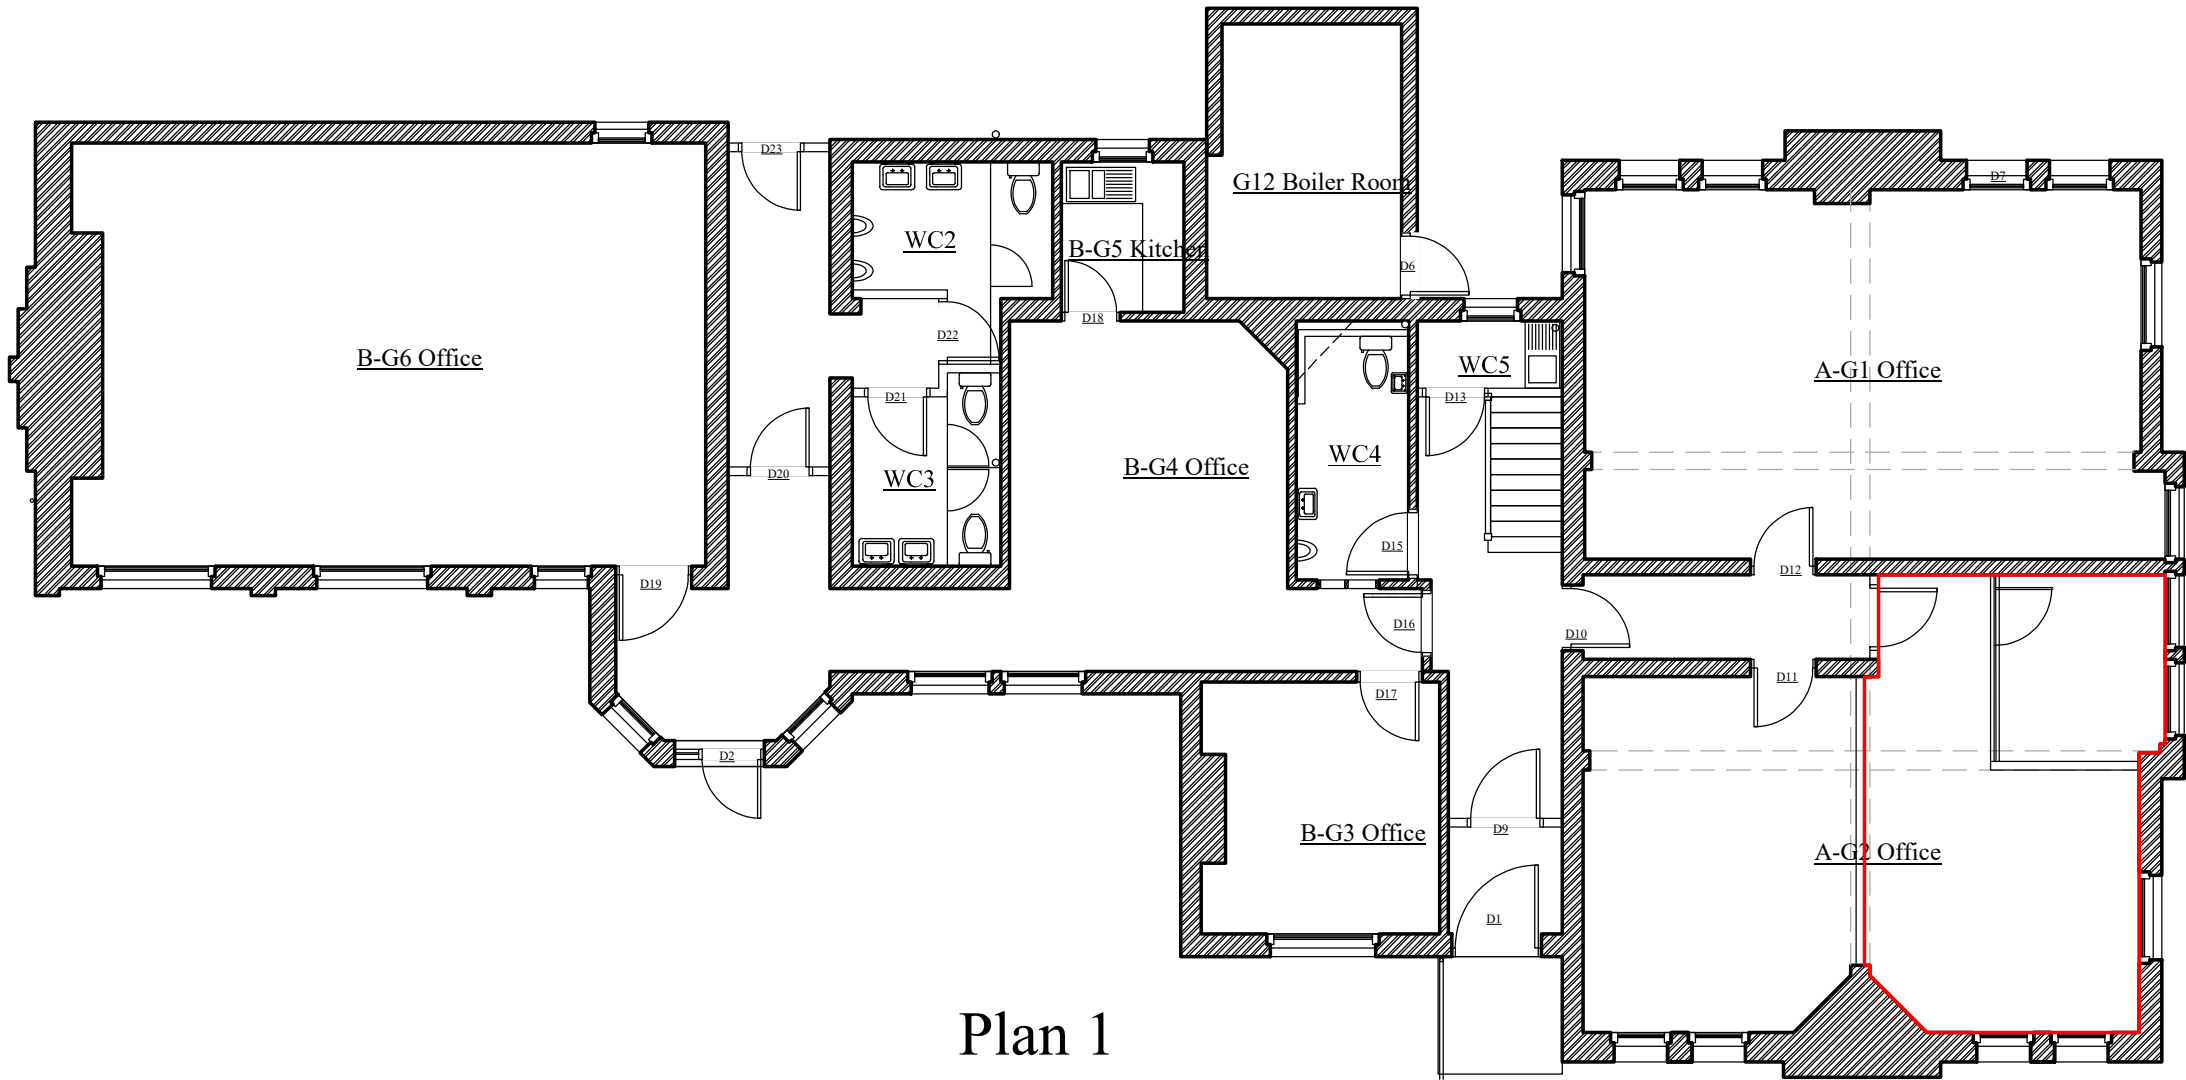 D23
D7
G12 Boiler Room
WC2
B-G5 Kitchen
D6
D18
D22
B-G6 Office
WC5
A-G1 Office
D21
D13
WC4
B-G4 Office
D20
WC3
D15
D12
D19
D16
D10
D11
D17
D2
D9
B-G3 Office
A-G2 Office
D1
Plan 1